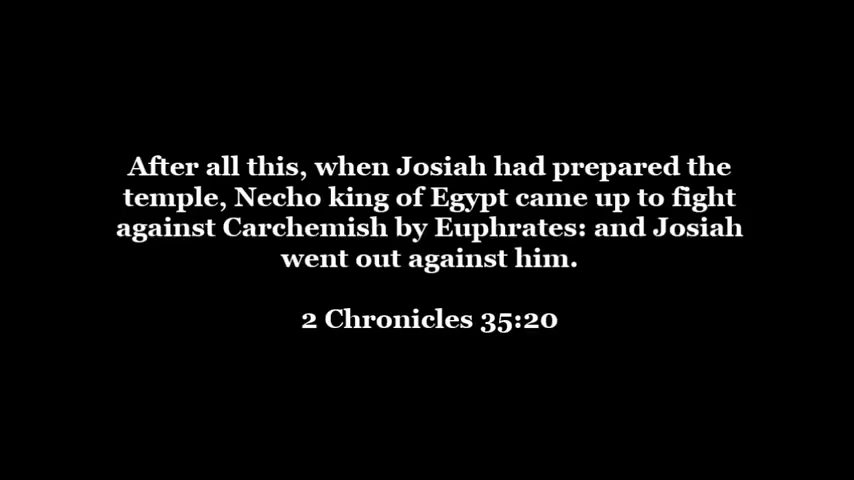 After all this, when Josiah had prepared the
temple, Necho king of Egypt came up to fight
against Carchemish by Euphrates: and Josiah
went out against him.
2 Chronicles 35:20